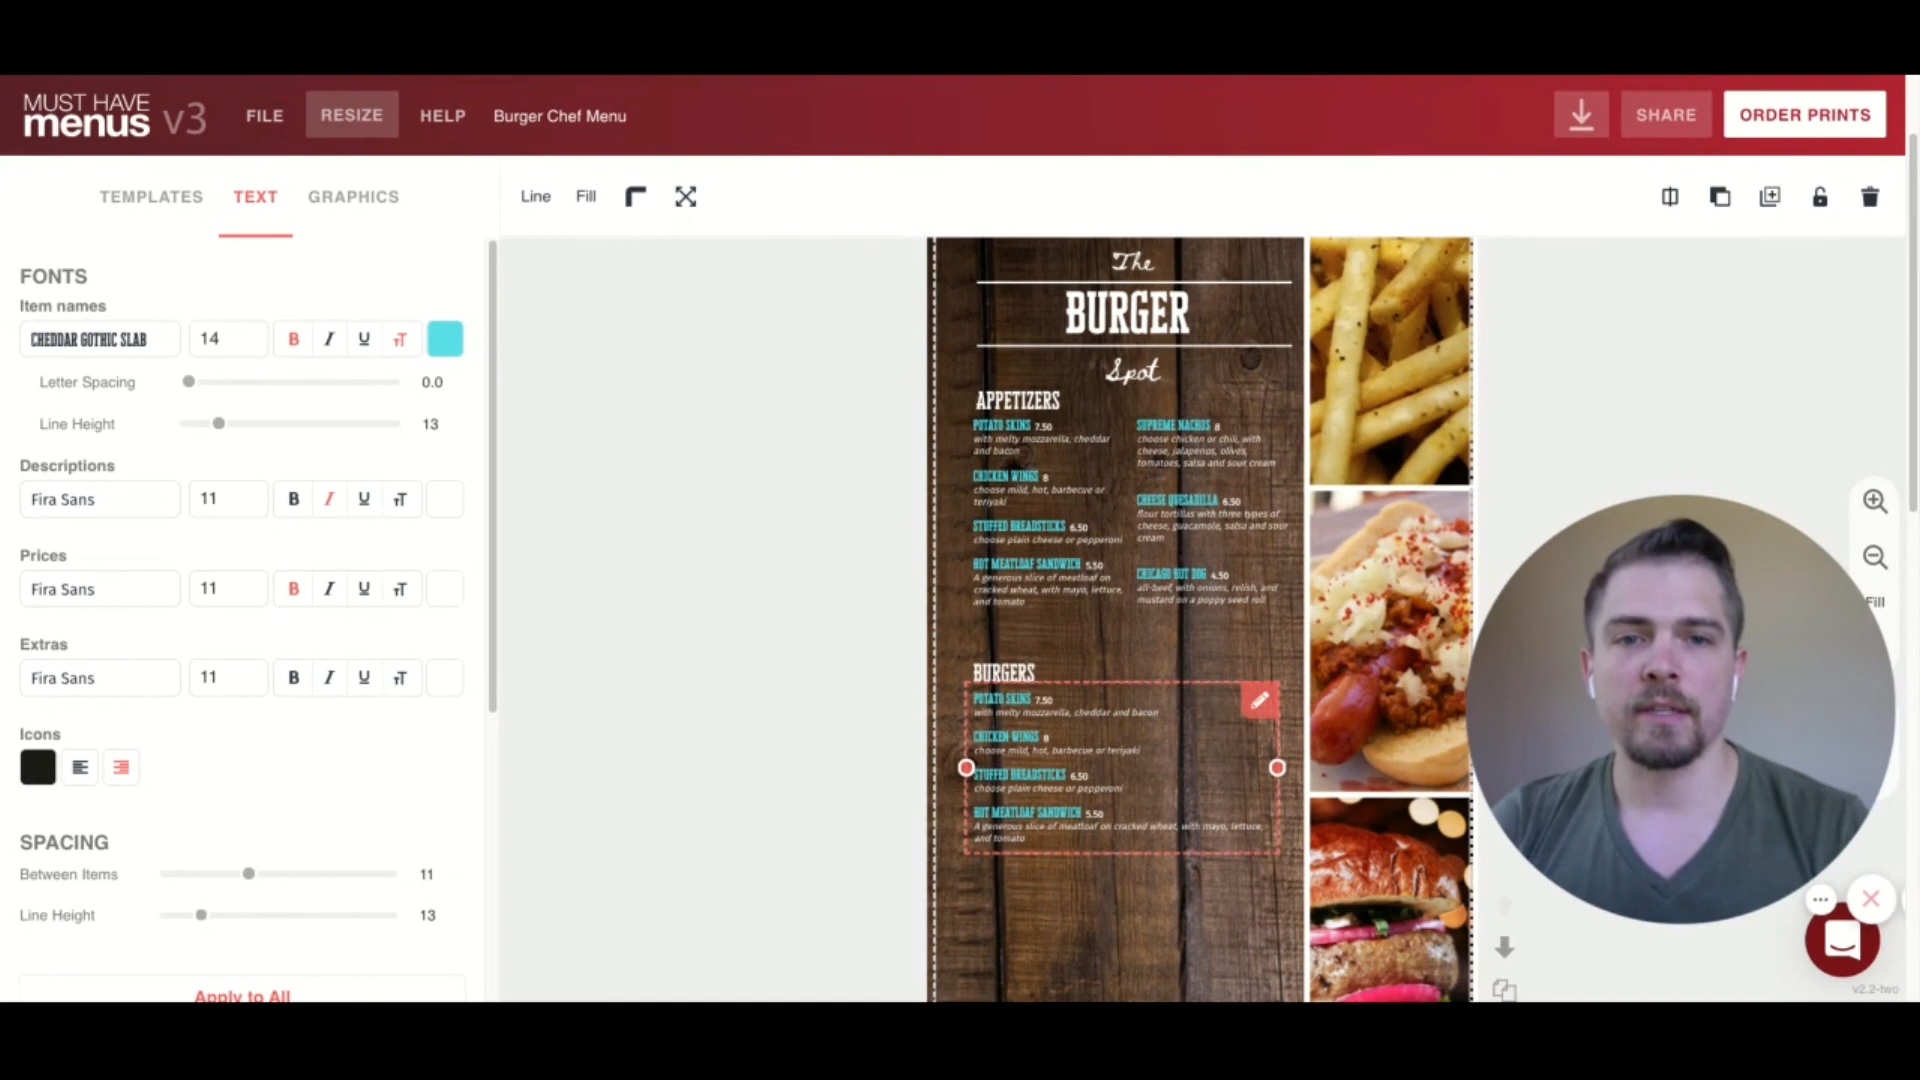 MUST HAVE
menus v3
FILE
RESIZE
HELP
Burger Chef Menu
SHARE
ORDER PRINTS
TEMPLATES
TEXT
GRAPHICS
Line
Fill
FONTS
Item names
CHEDDAR GOTHIC SLAB
14
B I U TT
Letter Spacing
0.0
Line Height
13
Descriptions
Fira Sans
11
B I U TT
Prices
Fira Sans
11
B I U TT
Extras
Fira Sans
11
B I U TT
Icons
SPACING
Between Items
11
Line Height
13
Apply to All
The
BURGER
Spot
APPETIZERS
POTATO SKINS 7.50
with melty mozzarella, cheddar
and bacon
CHICKEN WINGS 8
choose mild, hot, barbecue or
teriyaki
STUFFED BREADSTICKS 6.50
choose plain cheese or pepperoni
HOT MEATLOAF SANDWICH 5.50
A generous slice of meatloaf on
cracked wheat, with mayo, lettuce,
and tomato
SUPREME NACHOS 8
choose chicken or chili, with
cheese, jalapenos, olives,
tomatoes, salsa and sour cream
CHEESE QUESADILLA 6.50
flour tortillas with three types of
cheese, guacamole, salsa and sour
cream
CHICAGO HOT DOG 4.50
all-beef, with onions, relish, and
mustard on a poppy seed roll
BURGERS
POTATO SKINS 7.50
with melty mozzarella, cheddar and bacon
CHICKEN WINGS 8
choose mild, hot, barbecue or teriyaki
STUFFED BREADSTICKS 6.50
choose plain cheese or pepperoni
HOT MEATLOAF SANDWICH 5.50
A generous slice of meatloaf on cracked wheat, with mayo, lettuce,
and tomato
Fill
v2.2-two